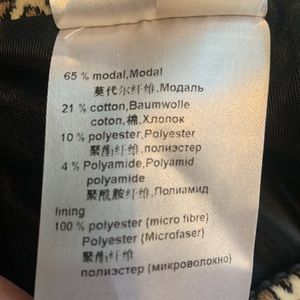 65 % modal,Modal
莫代尔纤维,Модаль
21 % cotton,Baumwolle
coton,棉,Хлопок
10 % polyester,Polyester
聚酯纤维,полиэстер
4 % Polyamide,Polyamid
polyamide
聚酰胺纤维,Полиамид
lining
100 % polyester (micro fibre)
Polyester (Microfaser)
聚酯纤维
полиэстер (микроволокно)